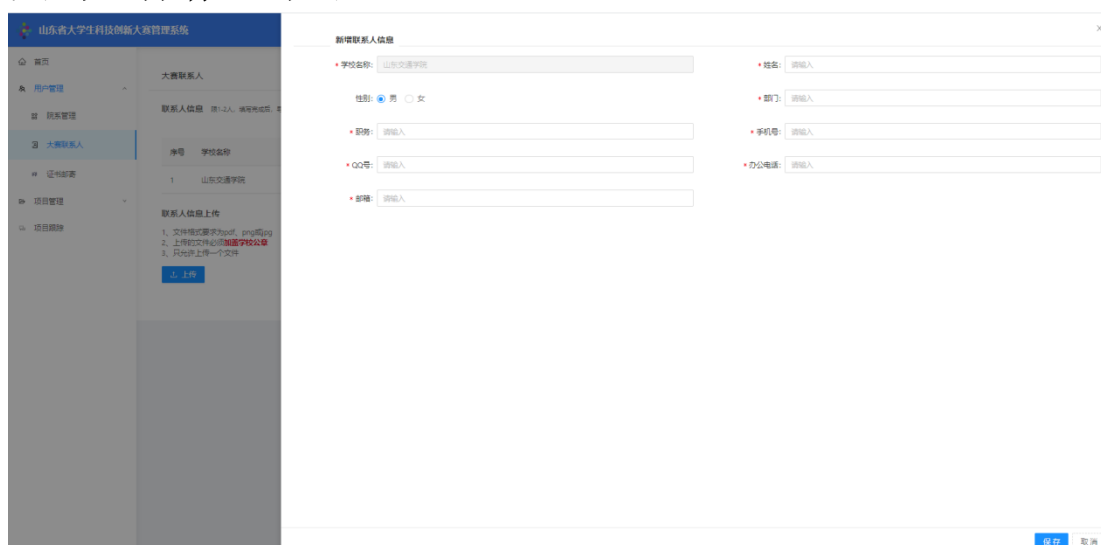 山东省大学生科技创新大赛管理系统
首页
用户管理
院系管理
大赛联系人
证书邮寄
项目管理
项目跟踪
大赛联系人
联系人信息 限1-2人，填写完成后，
序号 学校名称
1 山东交通学院
联系人信息上传
1、文件格式要求为pdf、png或jpg
2、上传的文件必须加盖学校公章
3、只允许上传一个文件
上传
新增联系人信息
* 学校名称: 山东交通学院
* 姓名: 请输入
性别: 男 女
* 部门: 请输入
* 职务: 请输入
* 手机号: 请输入
* QQ号: 请输入
* 办公电话: 请输入
* 邮箱: 请输入
保存 取消